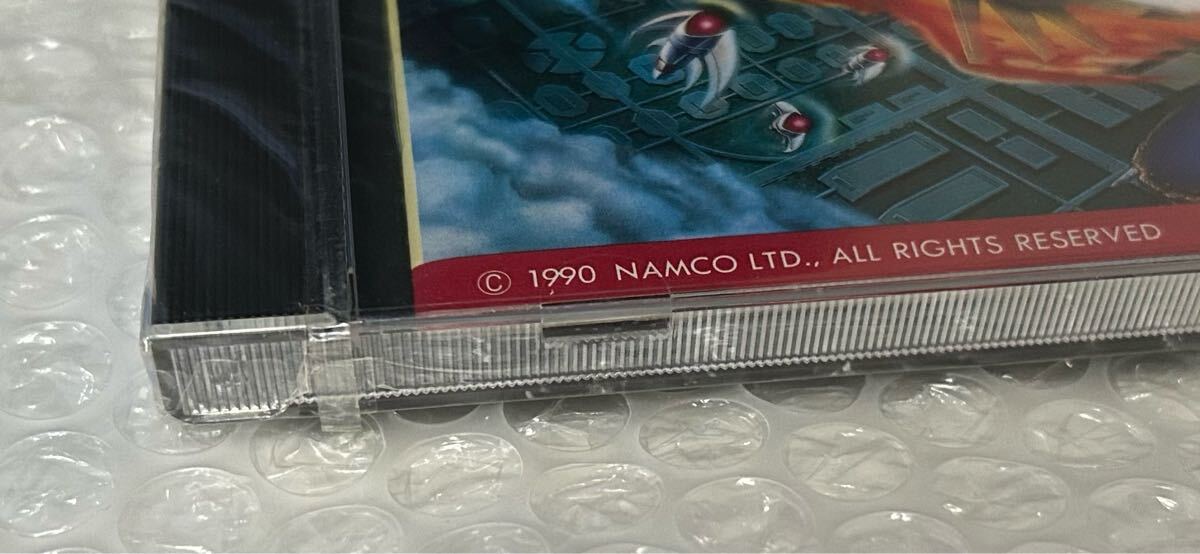 © 1990 NAMCO LTD., ALL RIGHTS RESERVED